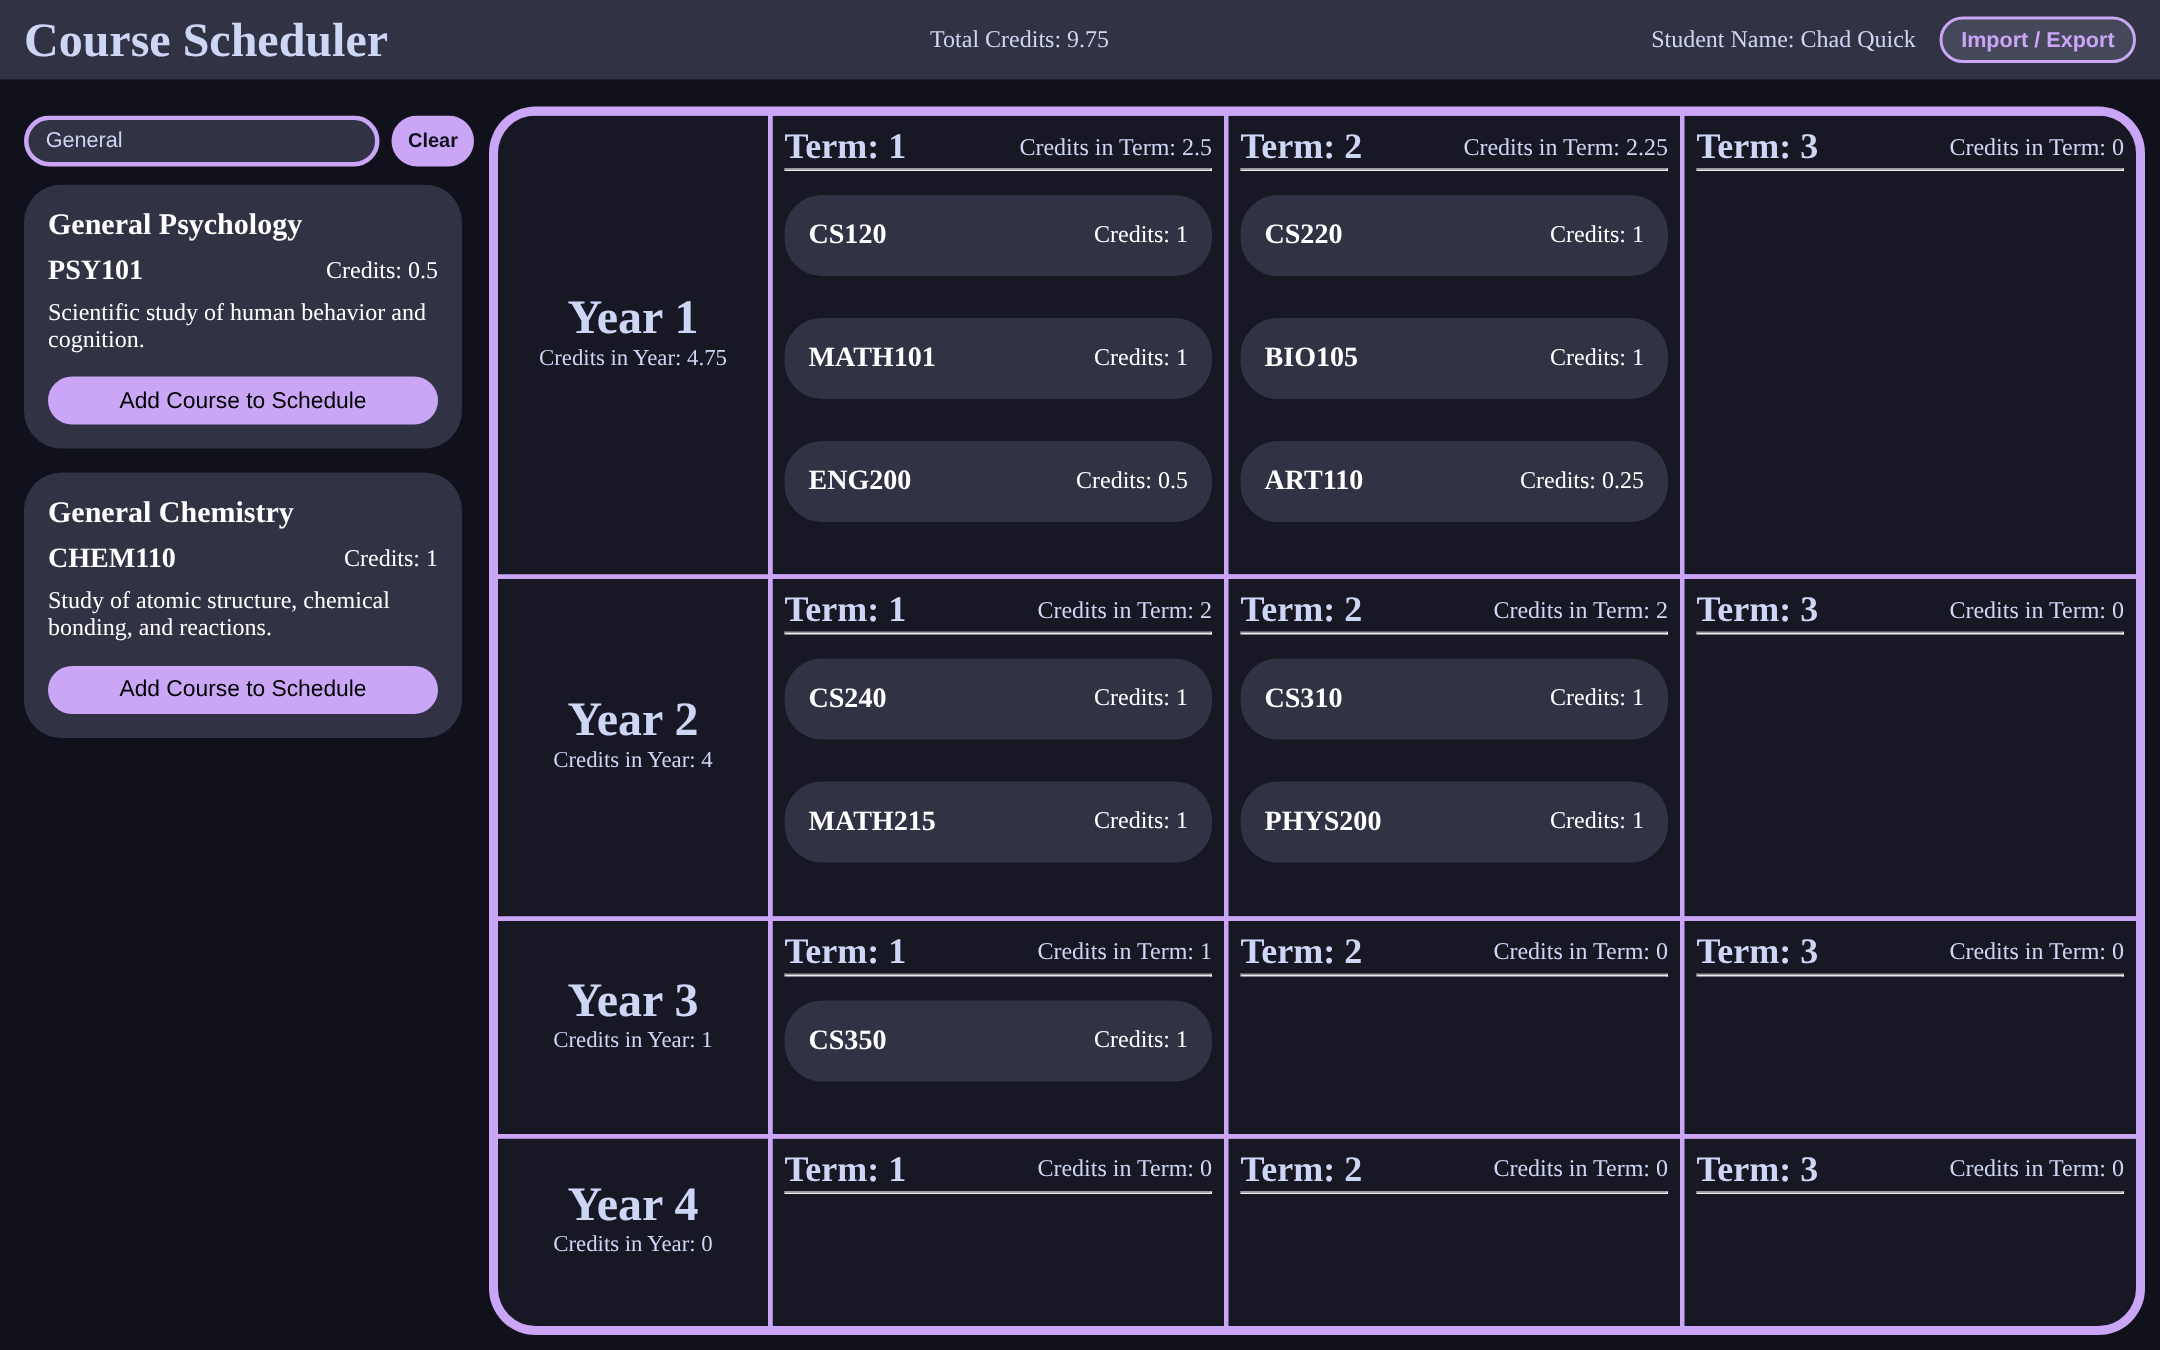 Course Scheduler
Total Credits: 9.75
Student Name: Chad Quick
Import / Export
General
Clear
General Psychology
PSY101
Credits: 0.5
Scientific study of human behavior and
cognition.
Add Course to Schedule
General Chemistry
CHEM110
Credits: 1
Study of atomic structure, chemical
bonding, and reactions.
Add Course to Schedule
Year 1
Credits in Year: 4.75
Term: 1
Credits in Term: 2.5
CS120
Credits: 1
MATH101
Credits: 1
ENG200
Credits: 0.5
Term: 2
Credits in Term: 2.25
CS220
Credits: 1
BIO105
Credits: 1
ART110
Credits: 0.25
Term: 3
Credits in Term: 0
Year 2
Credits in Year: 4
Term: 1
Credits in Term: 2
CS240
Credits: 1
MATH215
Credits: 1
Term: 2
Credits in Term: 2
CS310
Credits: 1
PHYS200
Credits: 1
Term: 3
Credits in Term: 0
Year 3
Credits in Year: 1
Term: 1
Credits in Term: 1
CS350
Credits: 1
Term: 2
Credits in Term: 0
Term: 3
Credits in Term: 0
Year 4
Credits in Year: 0
Term: 1
Credits in Term: 0
Term: 2
Credits in Term: 0
Term: 3
Credits in Term: 0